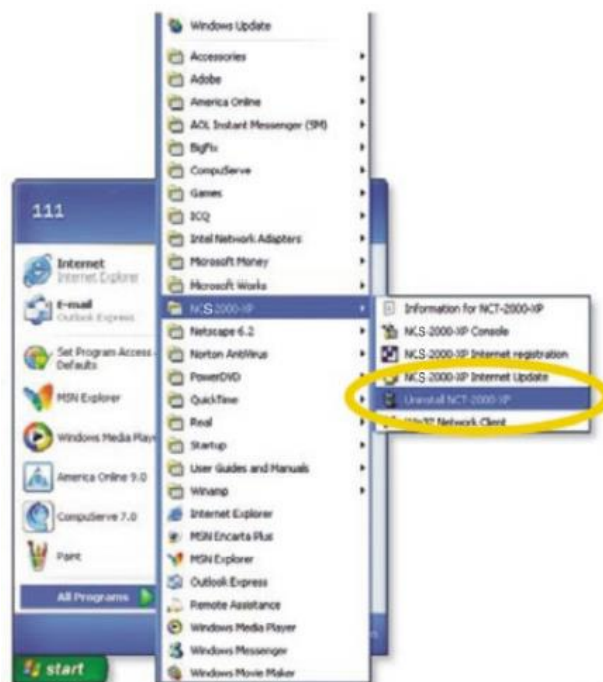 Windows Update
Accessories
Adobe
America Online
AOL Instant Messenger (SM)
BigFix
CompuServe
Games
ICQ
Intel Network Adapters
Microsoft Money
Microsoft Works
NCS-2000-XP
Netscape 6.2
Norton AntiVirus
PowerDVD
QuickTime
Real
Startup
User Guides and Manuals
Winamp
Internet Explorer
MSN Encarta Plus
MSN Explorer
Outlook Express
Remote Assistance
Windows Media Player
Windows Messenger
Windows Movie Maker
111
Internet
Internet Explorer
E-mail
Outlook Express
Set Program Access
Defaults
MSN Explorer
Windows Media Play
America Online 9.0
CompuServe 7.0
Paint
All Programs
start
Information for NCT-2000-XP
NCS-2000-XP Console
NCS-2000-XP Internet registration
NCS-2000-XP Internet Update
Uninstall NCT-2000-XP
Network Client